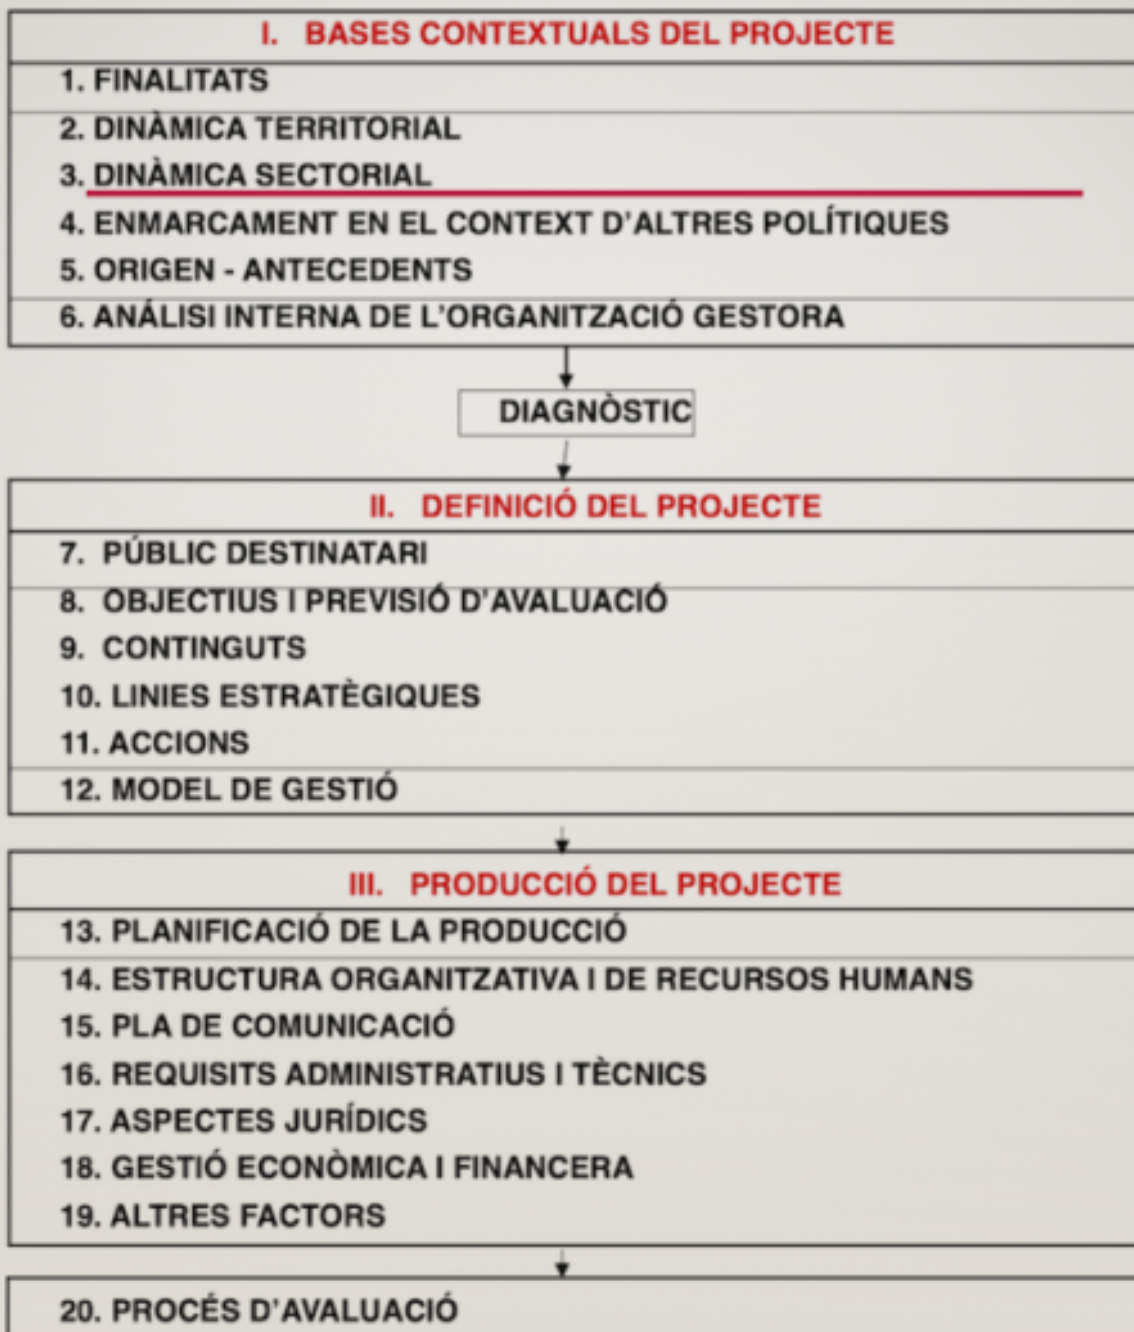 I. BASES CONTEXTUALS DEL PROJECTE
1. FINALITATS
2. DINÀMICA TERRITORIAL
3. DINÀMICA SECTORIAL
4. ENMARCAMENT EN EL CONTEXT D'ALTRES POLÍTIQUES
5. ORIGEN - ANTECEDENTS
6. ANÁLISI INTERNA DE L'ORGANITZACIÓ GESTORA
DIAGNÒSTIC
II. DEFINICIÓ DEL PROJECTE
7. PÚBLIC DESTINATARI
8. OBJECTIUS I PREVISIÓ D'AVALUACIÓ
9. CONTINGUTS
10. LINIES ESTRATÈGIQUES
11. ACCIONS
12. MODEL DE GESTIÓ
III. PRODUCCIÓ DEL PROJECTE
13. PLANIFICACIÓ DE LA PRODUCCIÓ
14. ESTRUCTURA ORGANITZATIVA I DE RECURSOS HUMANS
15. PLA DE COMUNICACIÓ
16. REQUISITS ADMINISTRATIUS I TÈCNICS
17. ASPECTES JURÍDICS
18. GESTIÓ ECONÒMICA I FINANCERA
19. ALTRES FACTORS
20. PROCÉS D'AVALUACIÓ